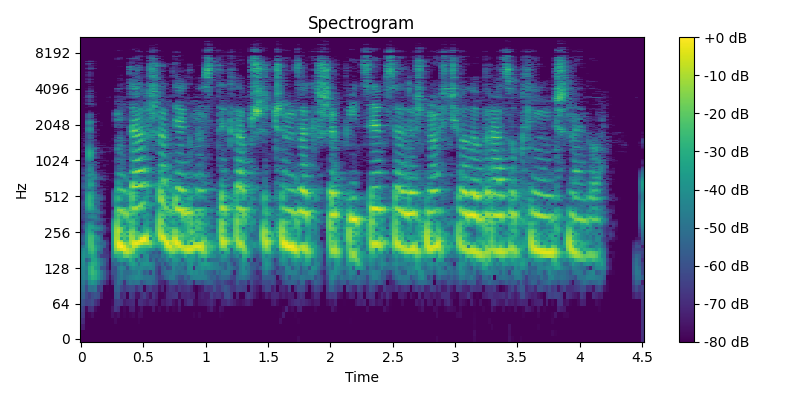 Spectrogram
+0 dB
8192
-10 dB
4096
-20 dB
2048
-30 dB
1024
Hz
-40 dB
512
-50 dB
256
-60 dB
128
-70 dB
64
0
-80 dB
0 0.5 1 1.5 2 2.5 3 3.5 4 4.5
Time